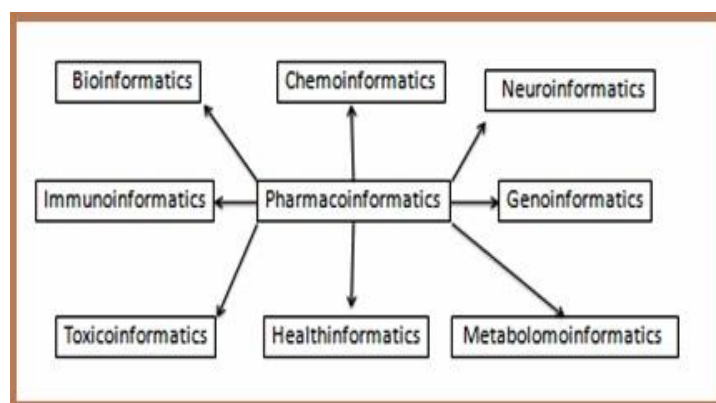 Bioinformatics
Chemoinformatics
Neuroinformatics
Immunoinformatics
Pharmacoinformatics
Genoinformatics
Toxicoinformatics
Healthinformatics
Metabolomoinformatics